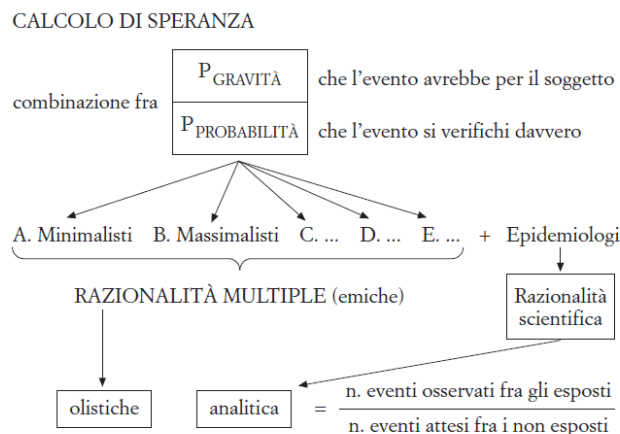 CALCOLO DI SPERANZA
P GRAVITÀ che l'evento avrebbe per il soggetto
combinazione fra
P PROBABILITÀ che l'evento si verifichi davvero
A. Minimalisti B. Massimalisti C. ... D. ... E. ... + Epidemiologi
RAZIONALITÀ MULTIPLE (emiche)
Razionalità
scientifica
olistiche
analitica
=
n. eventi osservati fra gli esposti
n. eventi attesi fra i non esposti